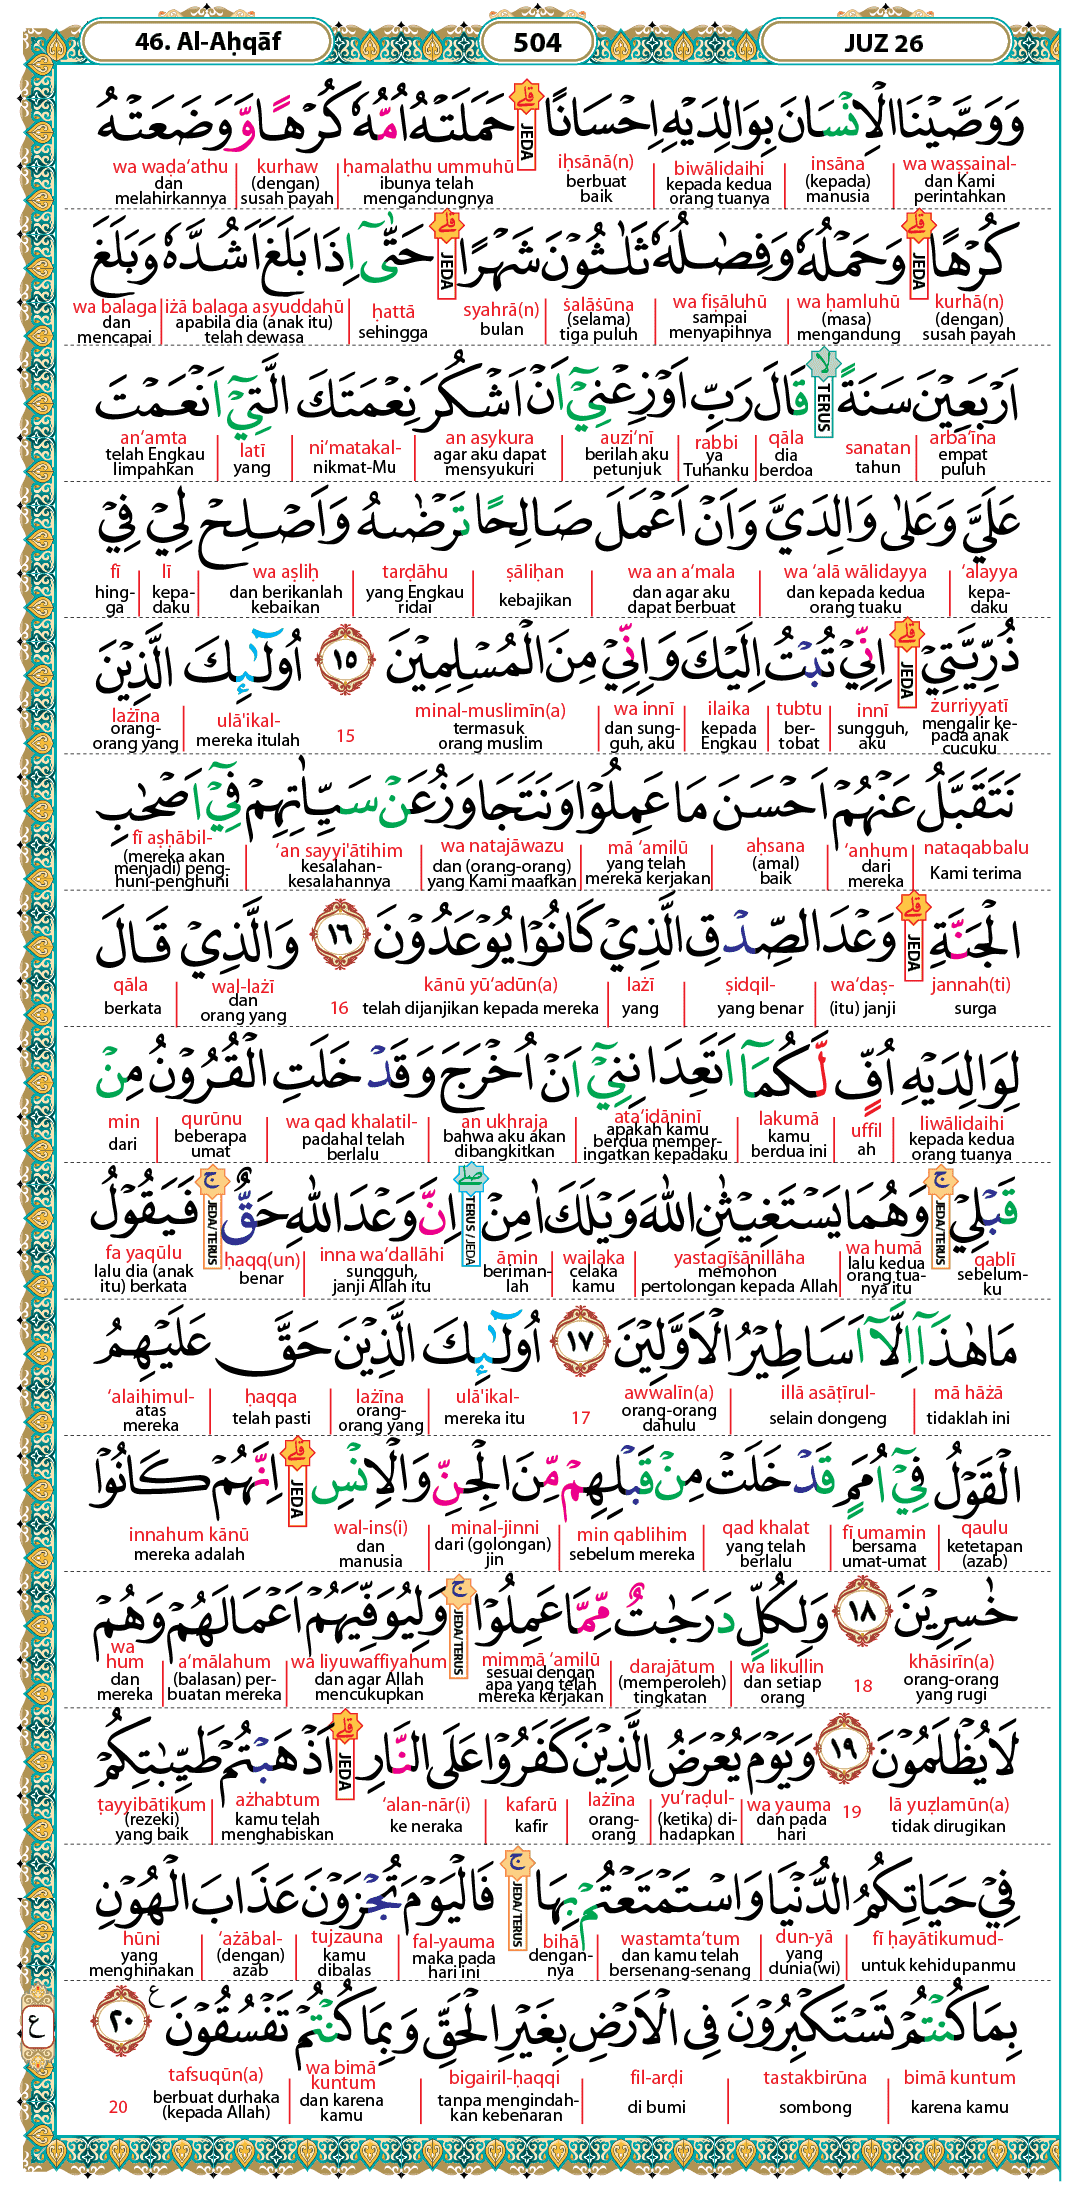 46. Al-Aḥqāf
504
JUZ 26
وَوَصَّيْنَا الْاِنْسَانَ بِوَالِدَيْهِ اِحْسَانًا ۗ حَمَلَتْهُ اُمُّهٗ كُرْهًا وَّوَضَعَتْهُ
JEDA
wa waṣṣainal- insāna biwālidaihi iḥsānā(n) ḥamalathu ummuhū kurhaw wa waḍa‘athu
dan Kami perintahkan (kepada) manusia kepada kedua orang tuanya berbuat baik ibunya telah mengandungnya (dengan) susah payah dan melahirkannya
كُرْهًا ۗ وَحَمْلُهٗ وَفِصٰلُهٗ ثَلٰثُوْنَ شَهْرًا ۗ حَتّٰىٓ اِذَا بَلَغَ اَشُدَّهٗ وَبَلَغَ
JEDA JEDA
kurhā(n) wa ḥamluhū wa fiṣāluhū ṡalāṡūna syahrā(n) ḥattā iżā balaga asyuddahū wa balaga
(dengan) susah payah (masa) mengandung sampai menyapihnya (selama) tiga puluh bulan sehingga apabila dia (anak itu) telah dewasa dan mencapai
اَرْبَعِيْنَ سَنَةً ۙ قَالَ رَبِّ اَوْزِعْنِيْٓ اَنْ اَشْكُرَ نِعْمَتَكَ الَّتِيْٓ اَنْعَمْتَ
TERUS
arba‘īna sanatan qāla rabbi auzi‘nī an asykura ni‘matakal- latī an‘amta
empat puluh tahun dia berdoa ya Tuhanku berilah aku petunjuk agar aku dapat mensyukuri nikmat-Mu yang telah Engkau limpahkan
عَلَيَّ وَعَلٰى وَالِدَيَّ وَاَنْ اَعْمَلَ صَالِحًا تَرْضٰىهُ وَاَصْلِحْ لِيْ فِيْ
‘alayya wa ‘alā wālidayya wa an a‘mala ṣāliḥan tarḍāhu wa aṣliḥ lī fī
kepadaku dan kepada kedua orang tuaku dan agar aku dapat berbuat kebajikan yang Engkau ridai dan berikanlah kebaikan kepadaku hingga
ذُرِّيَّتِيْ ۗ اِنِّيْ تُبْتُ اِلَيْكَ وَاِنِّيْ مِنَ الْمُسْلِمِيْنَ ١٥ اُولٰۤىِٕكَ الَّذِيْنَ
JEDA
żurriyyatī innī tubtu ilaika wa innī minal-muslimīn(a) 15 ulā'ikal- lażīna
mengalir kepada anak cucuku sungguh, aku bertobat kepada Engkau dan sungguh, aku termasuk orang muslim mereka itulah orang-orang yang
نَتَقَبَّلُ عَنْهُمْ اَحْسَنَ مَا عَمِلُوْا وَنَتَجَاوَزُ عَنْ سَيِّاٰتِهِمْ فِيْٓ اَصْحٰبِ
nataqabbalu ‘anhum aḥsana mā ‘amilū wa natajāwazu ‘an sayyi'ātihim fī aṣḥābil-
Kami terima dari mereka (amal) baik yang telah mereka kerjakan dan (orang-orang) yang Kami maafkan kesalahan-kesalahannya (mereka akan menjadi) penghuni-penghuni
الْجَنَّةِ ۗ وَعْدَ الصِّدْقِ الَّذِيْ كَانُوْا يُوْعَدُوْنَ ١٦ وَالَّذِيْ قَالَ
JEDA
jannah(ti) wa‘daṣ- ṣidqil- lażī kānū yū‘adūn(a) 16 wal-lażī qāla
surga (itu) janji yang benar yang telah dijanjikan kepada mereka dan orang yang berkata
لِوَالِدَيْهِ اُفٍّ لَّكُمَآ اَتَعِدَانِنِيْٓ اَنْ اُخْرَجَ وَقَدْ خَلَتِ الْقُرُوْنُ مِنْ
liwālidaihi uffil lakumā ata‘idāninī an ukhraja wa qad khalatil- qurūnu min
kepada kedua orang tuanya ah kamu berdua ini apakah kamu berdua memperingatkan kepadaku bahwa aku akan dibangkitkan padahal telah berlalu beberapa umat dari
قَبْلِيْ ۚ وَهُمَا يَسْتَغِيْثٰنِ اللّٰهَ وَيْلَكَ اٰمِنْ ۖ اِنَّ وَعْدَ اللّٰهِ حَقٌّ ۚ فَيَقُوْلُ
JEDA/TERUS TERUS/JEDA JEDA/TERUS
qablī wa humā yastagīṡānillāha wailaka āmin inna wa‘dallāhi ḥaqq(un) fa yaqūlu
sebelumku lalu kedua orang tuanya itu memohon pertolongan kepada Allah celaka kamu berimanlah sungguh, janji Allah itu benar lalu dia (anak itu) berkata
مَا هٰذَآ اِلَّآ اَسَاطِيْرُ الْاَوَّلِيْنَ ١٧ اُولٰۤىِٕكَ الَّذِيْنَ حَقَّ عَلَيْهِمُ
mā hāżā illā asāṭīrul- awwalīn(a) 17 ulā'ikal- lażīna ḥaqqa ‘alaihimul-
tidaklah ini selain dongeng orang-orang dahulu mereka itu orang-orang yang telah pasti atas mereka
الْقَوْلُ فِيْٓ اُمَمٍ قَدْ خَلَتْ مِنْ قَبْلِهِمْ مِّنَ الْجِنِّ وَالْاِنْسِ ۗ اِنَّهُمْ كَانُوْا
JEDA
qaulu fī umamin qad khalat min qablihim minal-jinni wal-ins(i) innahum kānū
ketetapan (azab) bersama umat-umat yang telah berlalu sebelum mereka dari (golongan) jin dan manusia mereka adalah
خٰسِرِيْنَ ١٨ وَلِكُلٍّ دَرَجٰتٌ مِّمَّا عَمِلُوْا ۚ وَلِيُوَفِّيَهُمْ اَعْمَالَهُمْ وَهُمْ
JEDA/TERUS
khāsirīn(a) 18 wa likullin darajātum mimmā ‘amilū wa liyuwaffiyahum a‘mālahum wa hum
orang-orang yang rugi dan setiap orang (memperoleh) tingkatan sesuai dengan apa yang telah mereka kerjakan dan agar Allah mencukupkan (balasan) perbuatan mereka dan mereka
لَا يُظْلَمُوْنَ ١٩ وَيَوْمَ يُعْرَضُ الَّذِيْنَ كَفَرُوْا عَلَى النَّارِ ۗ اَذْهَبْتُمْ طَيِّبٰتِكُمْ
JEDA
lā yuẓlamūn(a) 19 wa yauma yu‘raḍul- lażīna kafarū ‘alan-nār(i) ażhabtum ṭayyibātikum
tidak dirugikan dan pada hari (ketika) dihadapkan orang-orang kafir ke neraka kamu telah menghabiskan (rezeki) yang baik
فِيْ حَيَاتِكُمُ الدُّنْيَا وَاسْتَمْتَعْتُمْ بِهَا ۚ فَالْيَوْمَ تُجْزَوْنَ عَذَابَ الْهُوْنِ
JEDA/TERUS
fī ḥayātikumud- dun-yā wastamta‘tum bihā fal-yauma tujzauna ‘ażābal- hūni
untuk kehidupanmu yang dunia(wi) dan kamu telah bersenang-senang dengannya maka pada hari ini kamu dibalas (dengan) azab yang menghinakan
بِمَا كُنْتُمْ تَسْتَكْبِرُوْنَ فِى الْاَرْضِ بِغَيْرِ الْحَقِّ وَبِمَا كُنْتُمْ تَفْسُقُوْنَ ࣖ ٢٠
ع
bimā kuntum tastakbirūna fil-arḍi bigairil-ḥaqqi wa bimā kuntum tafsuqūn(a) 20
karena kamu sombong di bumi tanpa mengindahkan kebenaran dan karena kamu berbuat durhaka (kepada Allah)